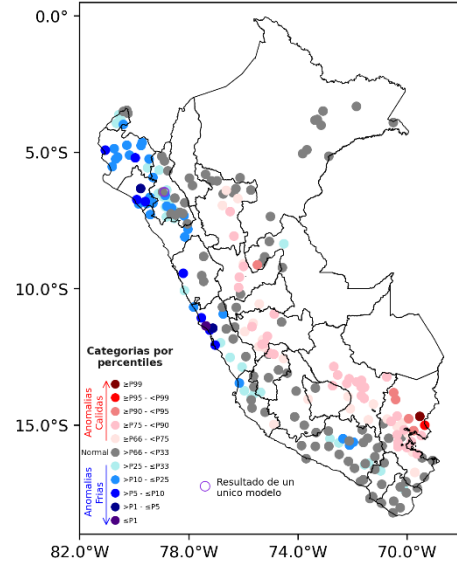 0.0°
5.0°S
10.0°S
15.0°S
82.0°W
78.0°W
74.0°W
70.0°W
Categorias por
percentiles
Anomalias
Calidas
≥P99
≥P95 - <P99
≥P90 - <P95
≥P75 - <P90
≥P66 - <P75
Normal
>P66 - <P33
Anomalias
Frias
>P25 - ≤P33
>P10 - ≤P25
>P5 - ≤P10
>P1 - ≤P5
≤P1
Resultado de un
unico modelo